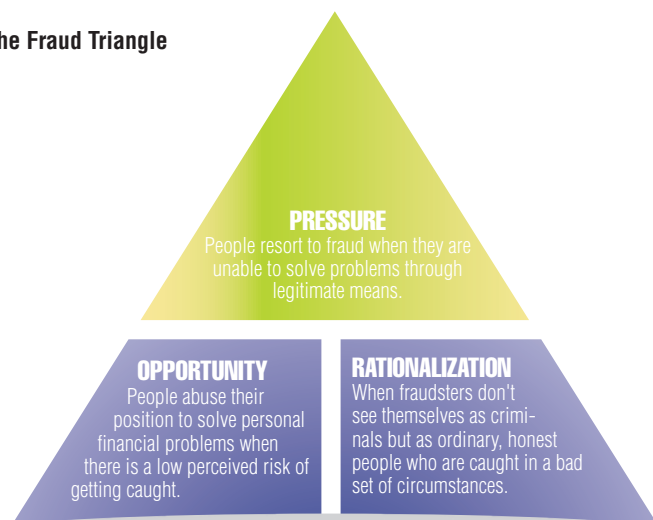 he Fraud Triangle
PRESSURE
People resort to fraud when they are
unable to solve problems through
legitimate means.
OPPORTUNITY
People abuse their
position to solve personal
financial problems when
there is a low perceived risk of
getting caught.
RATIONALIZATION
When fraudsters don't
see themselves as crimi-
nals but as ordinary, honest
people who are caught in a bad
set of circumstances.